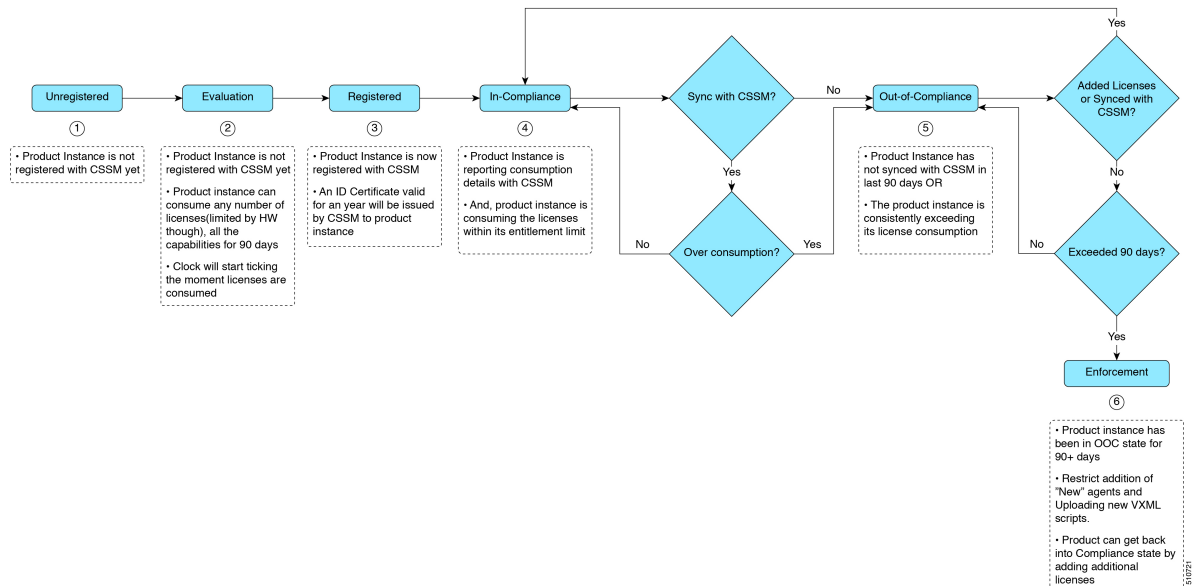 Yes
Unregistered
Evaluation
Registered
In-Compliance
Sync with CSSM?
No
Out-of-Compliance
Added Licenses
or Synced with
CSSM?
1
• Product Instance is not
registered with CSSM yet
2
• Product Instance is not
registered with CSSM yet
• Product instance can
consume any number of
licenses(limited by HW
though), all the
capabilities for 90 days
• Clock will start ticking
the moment licenses are
consumed
3
• Product Instance is now
registered with CSSM
• An ID Certificate valid
for an year will be issued
by CSSM to product
instance
4
• Product Instance is
reporting consumption
details with CSSM
• And, product instance is
consuming the licenses
within its entitlement limit
Yes
No
Over consumption?
Yes
5
• Product Instance has
not synced with CSSM in
last 90 days OR
• The product instance is
consistently exceeding
its license consumption
No
No
Exceeded 90 days?
Yes
Enforcement
6
• Product instance has
been in OOC state for
90+ days
• Restrict addition of
"New" agents and
Uploading new VXML
scripts.
• Product can get back
into Compliance state by
adding additional
licenses
510721